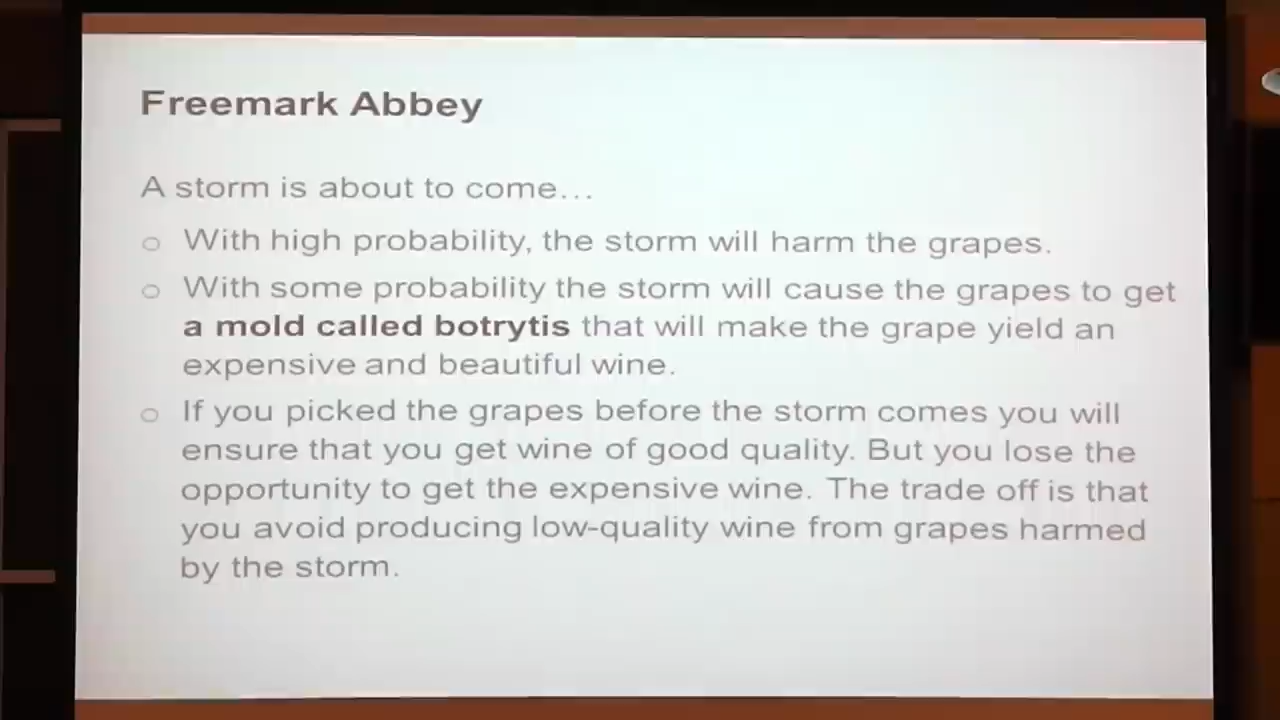 Freemark Abbey
A storm is about to come...
o With high probability, the storm will harm the grapes.
o With some probability the storm will cause the grapes to get
a mold called botrytis that will make the grape yield an
expensive and beautiful wine.
o If you picked the grapes before the storm comes you will
ensure that you get wine of good quality. But you lose the
opportunity to get the expensive wine. The trade off is that
you avoid producing low-quality wine from grapes harmed
by the storm.